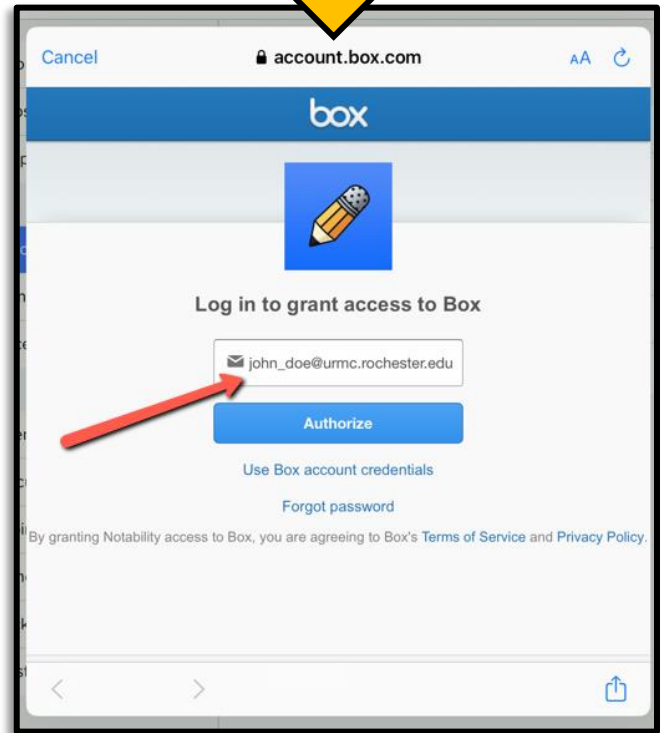 Cancel account.box.com AA
box
Log in to grant access to Box
john_doe@urmc.rochester.edu
Authorize
Use Box account credentials
Forgot password
By granting Notability access to Box, you are agreeing to Box's Terms of Service and Privacy Policy.